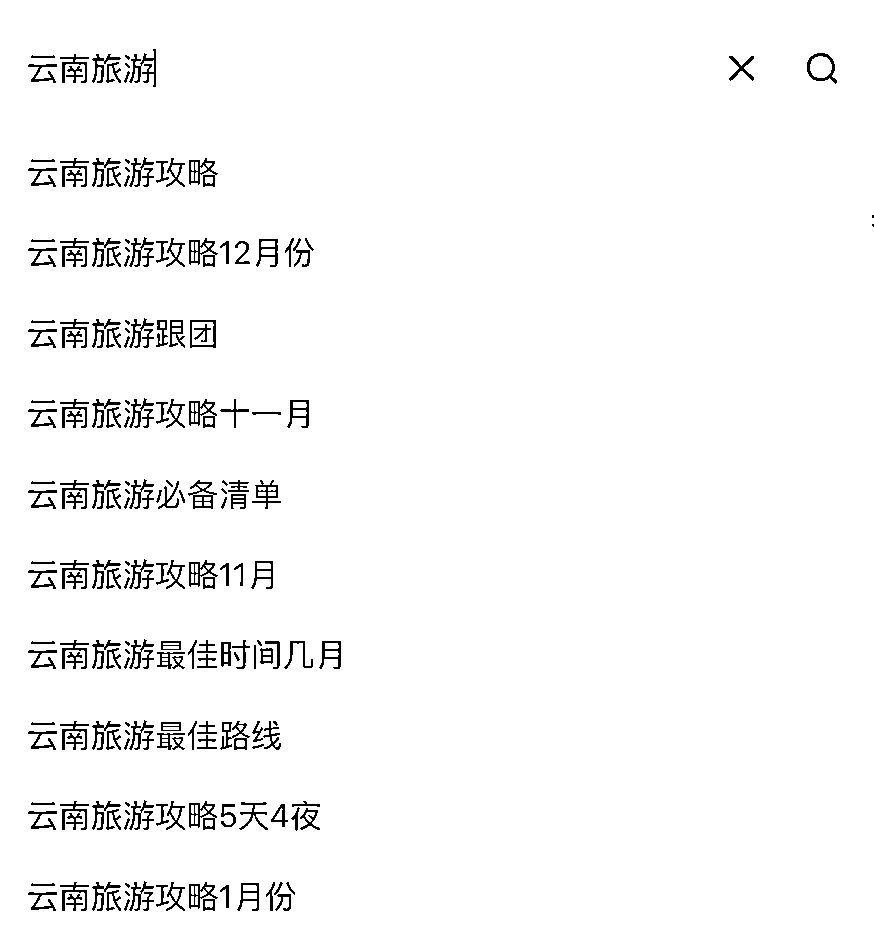 云南旅游
云南旅游攻略
云南旅游攻略12月份
云南旅游跟团
云南旅游攻略十一月
云南旅游必备清单
云南旅游攻略11月
云南旅游最佳时间几月
云南旅游最佳路线
云南旅游攻略5天4夜
云南旅游攻略1月份